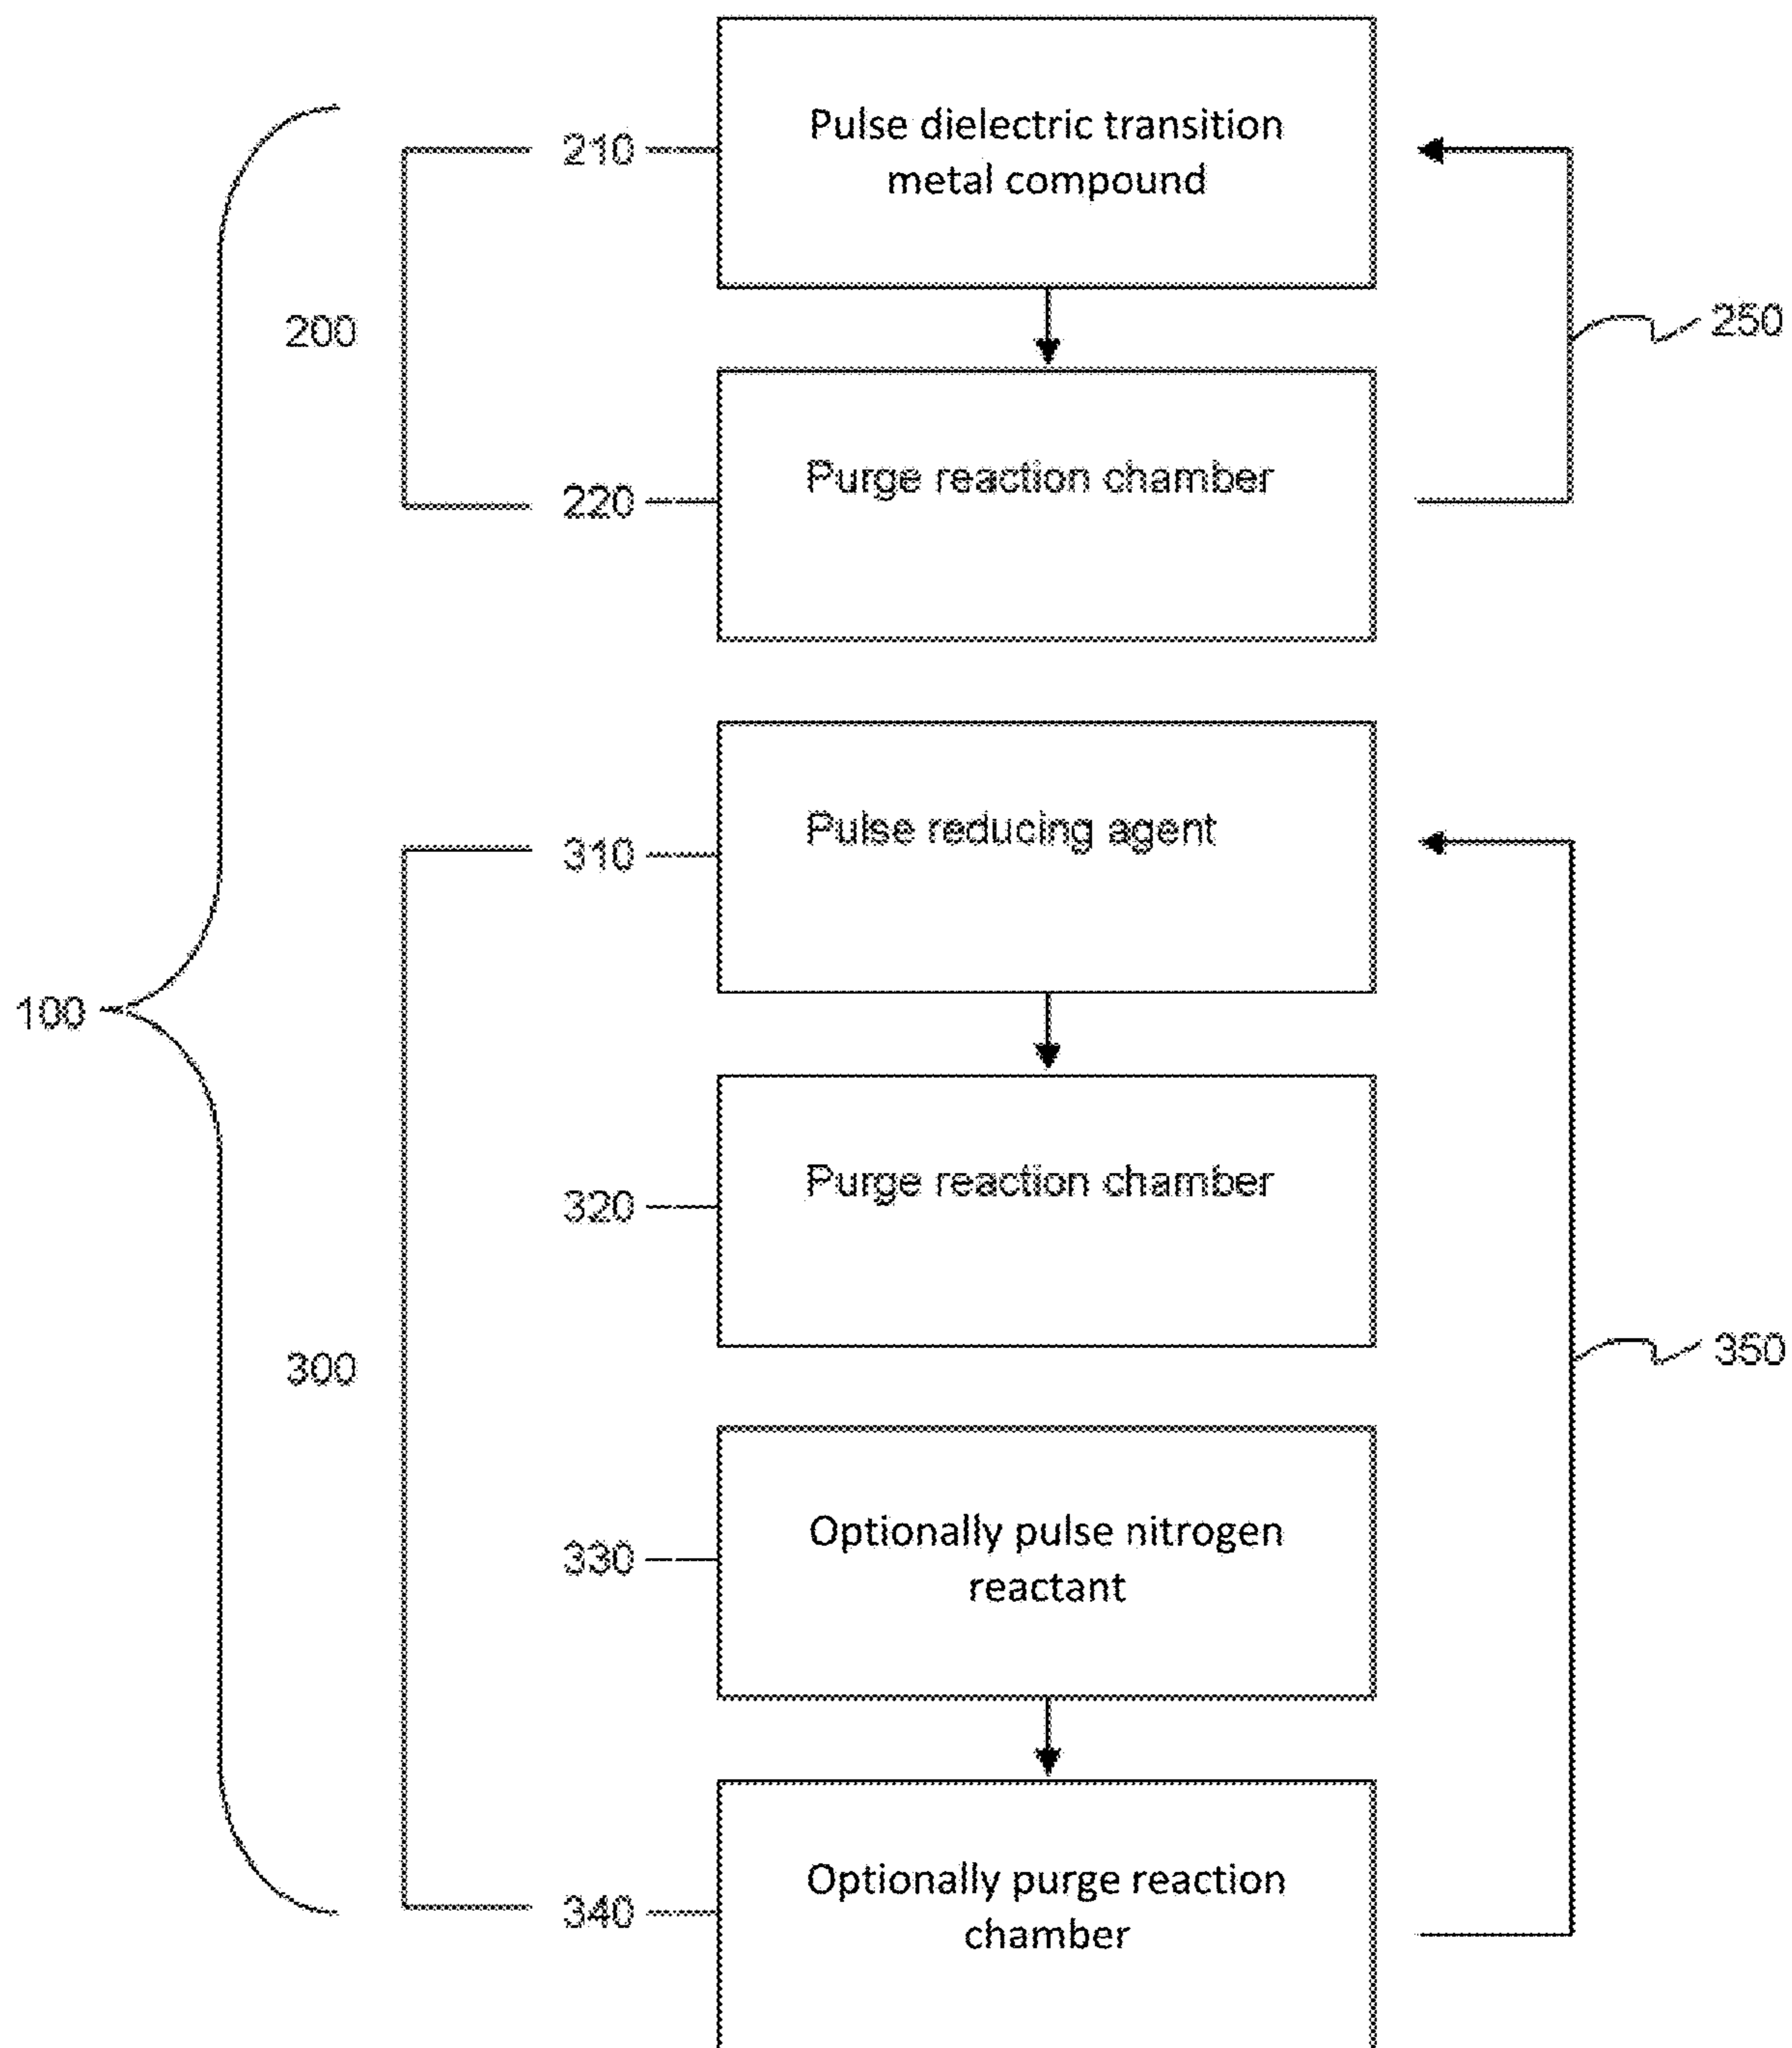 210
Pulse dielectric transition
metal compound
200
250
220
Purge reaction chamber
310
Pulse reducing agent
100
320
Purge reaction chamber
300
350
330
Optionally pulse nitrogen
reactant
340
Optionally purge reaction
chamber